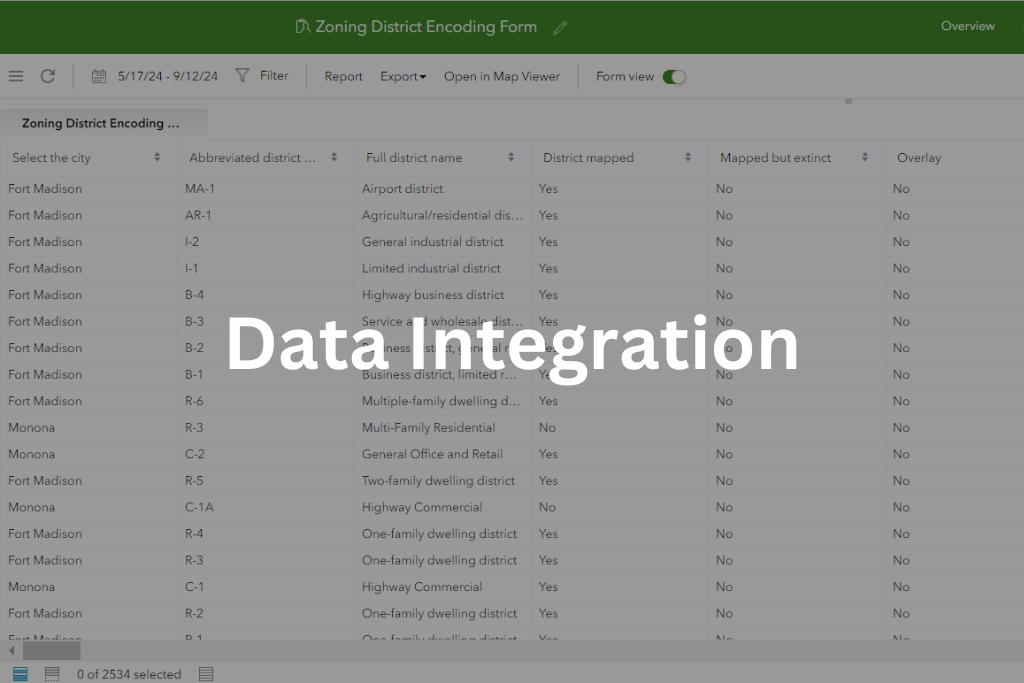 Zoning District Encoding Form
Overview
5/17/24 - 9/12/24 Filter Report Export Open in Map Viewer Form view
Zoning District Encoding ...
Select the city Abbreviated district ... Full district name District mapped Mapped but extinct Overlay
Fort Madison MA-1 Airport district Yes No No
Fort Madison AR-1 Agricultural/residential dis... Yes No No
Fort Madison I-2 General industrial district Yes No No
Fort Madison I-1 Limited industrial district Yes No No
Fort Madison B-4 Highway business district Yes No No
Fort Madison B-3 Service and wholesale dist... Yes No No
Data Integration
Fort Madison B-2 Business district, general r... Yes No No
Fort Madison B-1 Business district, limited r... Yes No No
Fort Madison R-6 Multiple-family dwelling d... Yes No No
Monona R-3 Multi-Family Residential No No No
Monona C-2 General Office and Retail Yes No No
Fort Madison R-5 Two-family dwelling district Yes No No
Monona C-1A Highway Commercial No No No
Fort Madison R-4 One-family dwelling district Yes No No
Fort Madison R-3 One-family dwelling district Yes No No
Monona C-1 Highway Commercial Yes No No
Fort Madison R-2 One-family dwelling district Yes No No
Fort Madison R-1 One-family dwelling district Yes No No
0 of 2534 selected